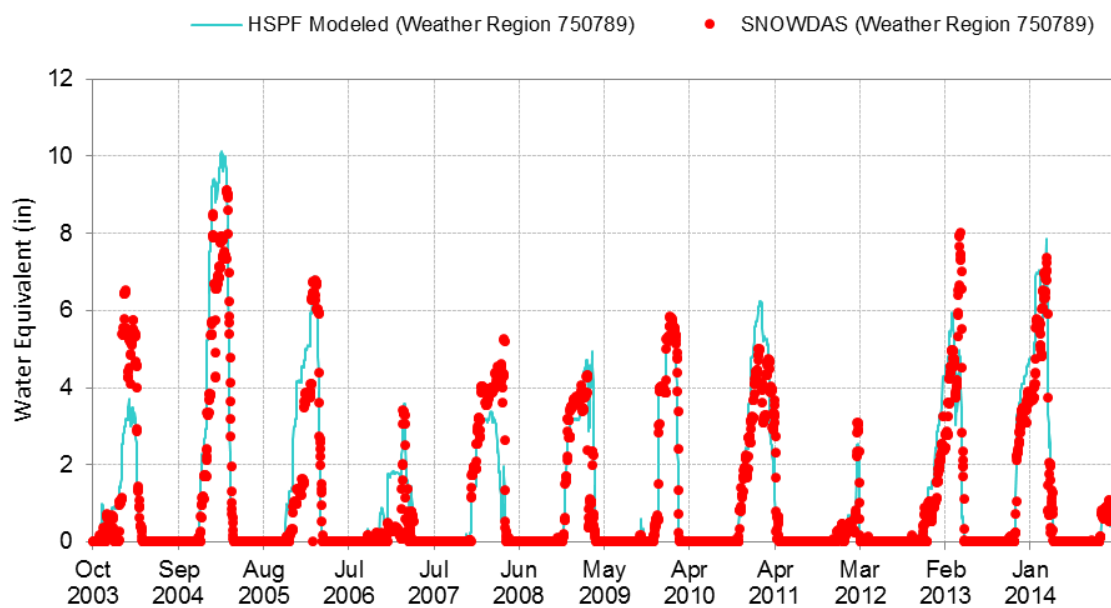 HSPF Modeled (Weather Region 750789) SNOWDAS (Weather Region 750789)
12
10
8
6
4
2
0
Water Equivalent (in)
Oct Sep Aug Jul Jul Jun May Apr Apr Mar Feb Jan
2003 2004 2005 2006 2007 2008 2009 2010 2011 2012 2013 2014